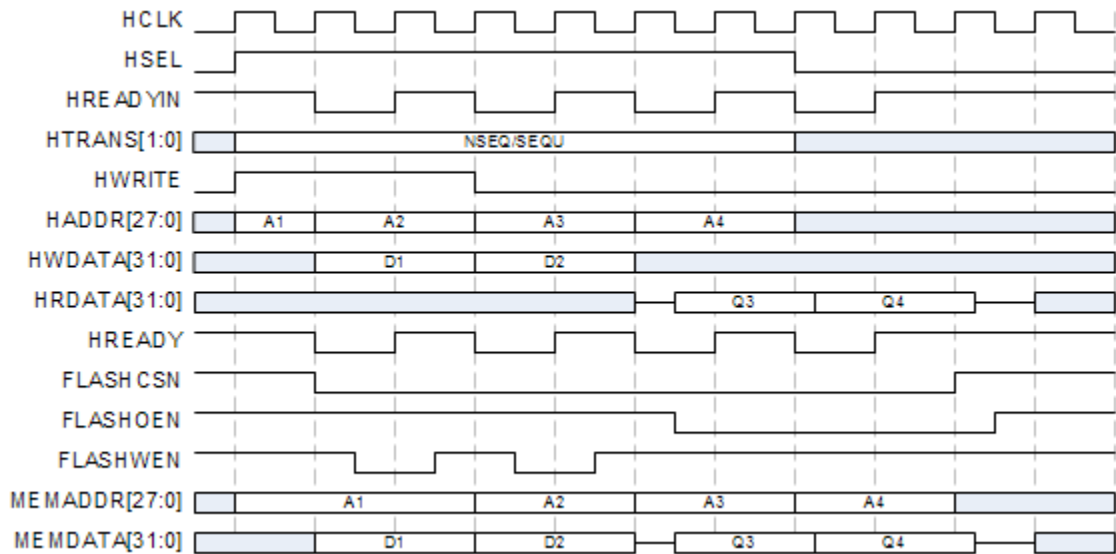 HCLK
HSEL
HREADYIN
HTRANS[1:0] NSEQ/SEQU
HWRITE
HADDR[27:0] A1 A2 A3 A4
HWDATA[31:0] D1 D2
HRDATA[31:0] Q3 Q4
HREADY
FLASHCSN
FLASHOEN
FLASHWEN
MEMADDR[27:0] A1 A2 A3 A4
MEMDATA[31:0] D1 D2 Q3 Q4